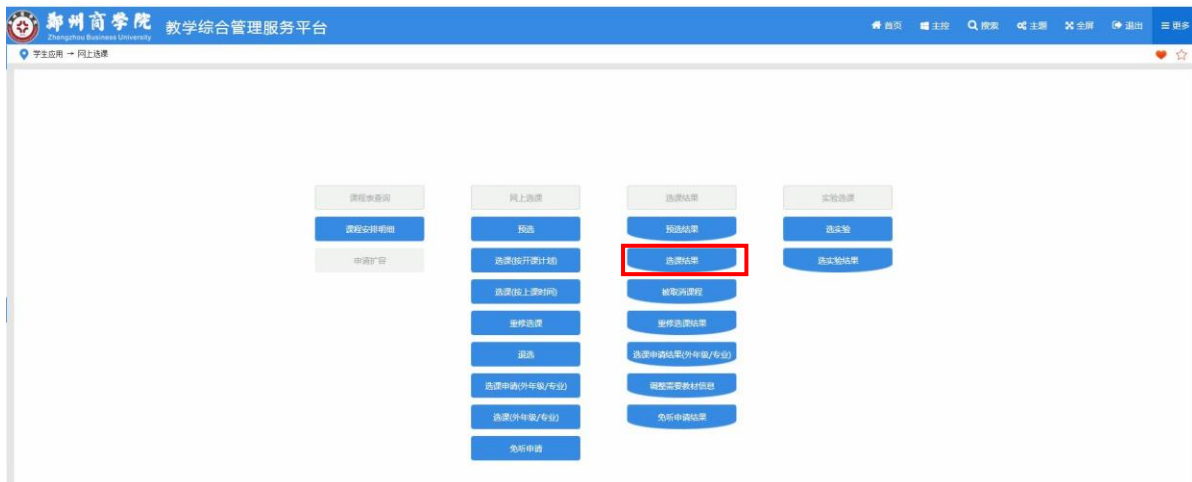 郑州商学院 教学综合管理服务平台 首页 主控 搜索 主题 全屏 退出 更多
Zhengzhou Business University
学生应用 → 网上选课
课程表查询 网上选课 选课结果 实验选课
课程安排明细 预选 预选结果 选实验
申请扩容 选课(按开课计划) 选课结果 选实验结果
选课(按上课时间) 被取消课程
重修选课 重修选课结果
退选 选课申请结果(外年级/专业)
选课申请(外年级/专业) 调整需要教材信息
选课(外年级/专业) 免听申请结果
免听申请